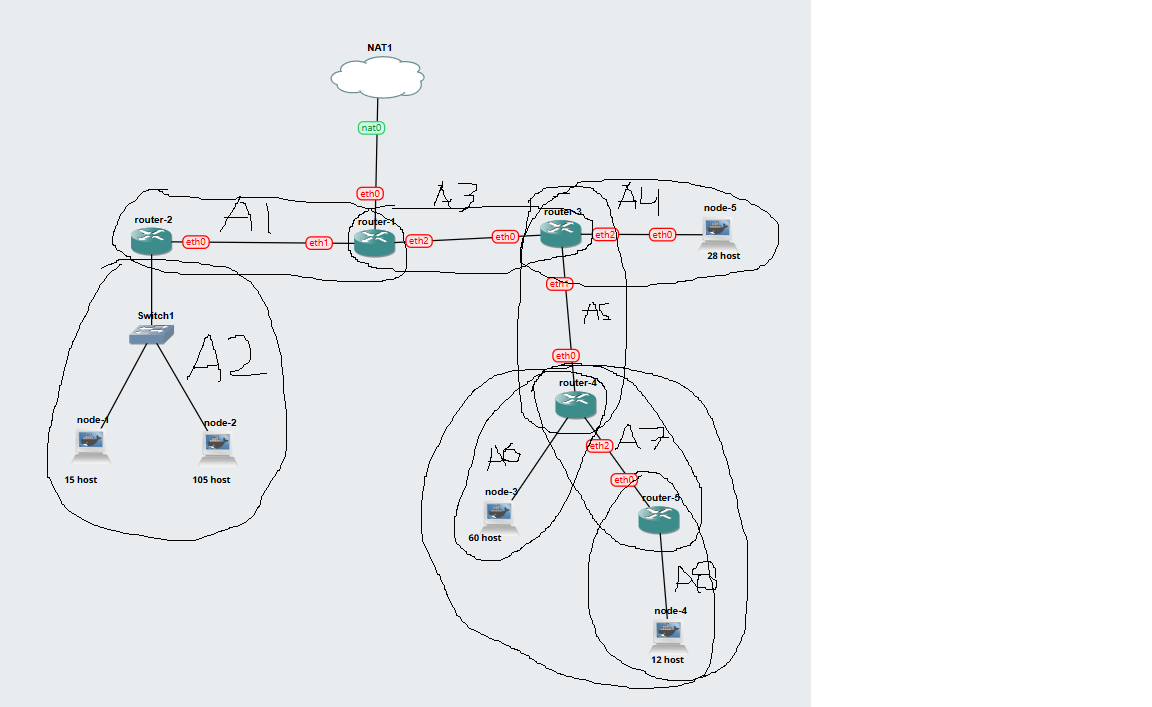 NAT1
nat0
eth0
A3
A4
A1
router-2
router-1
router-3
node-5
eth0
eth1
eth2
eth0
eth2
eth0
28 host
eth1
A5
Switch1
A2
eth0
router-4
node-1
node-2
A6
eth2
A7
15 host
105 host
eth0
node-3
router-5
60 host
A8
node-4
12 host